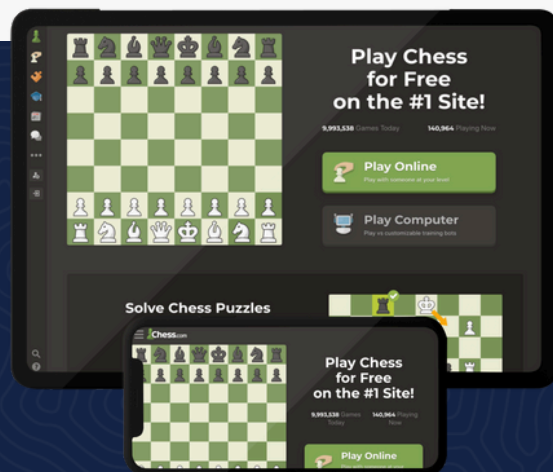 Play Chess
for Free
on the #1 Site!
9,993,538 Games Today 140,964 Playing Now
Play Online
Play with someone at your level
Play Computer
Play vs customizable training bots
Solve Chess Puzzles
Chess.com
Play Chess
for Free
on the #1 Site!
9,993,538 Games
Today
140,964 Playing
Now
Play Online